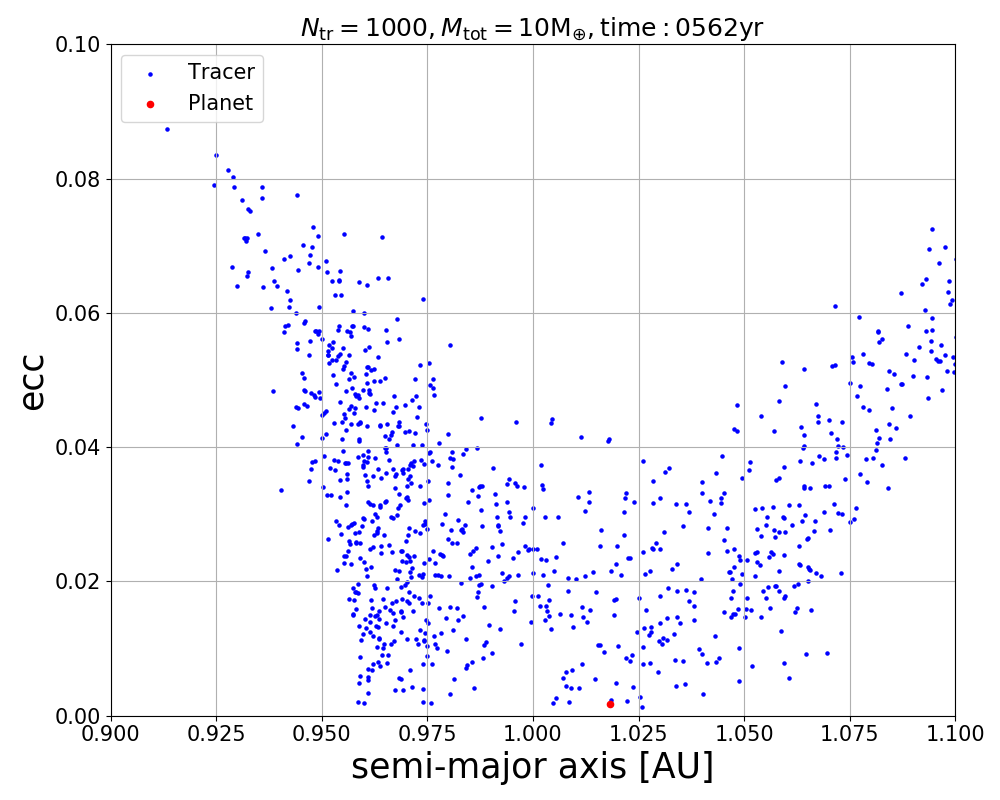 N_tr = 1000, M_tot = 10M_⊕, time : 0562yr
Tracer
Planet
ecc
0.10
0.08
0.06
0.04
0.02
0.00
0.900 0.925 0.950 0.975 1.000 1.025 1.050 1.075 1.100
semi-major axis [AU]